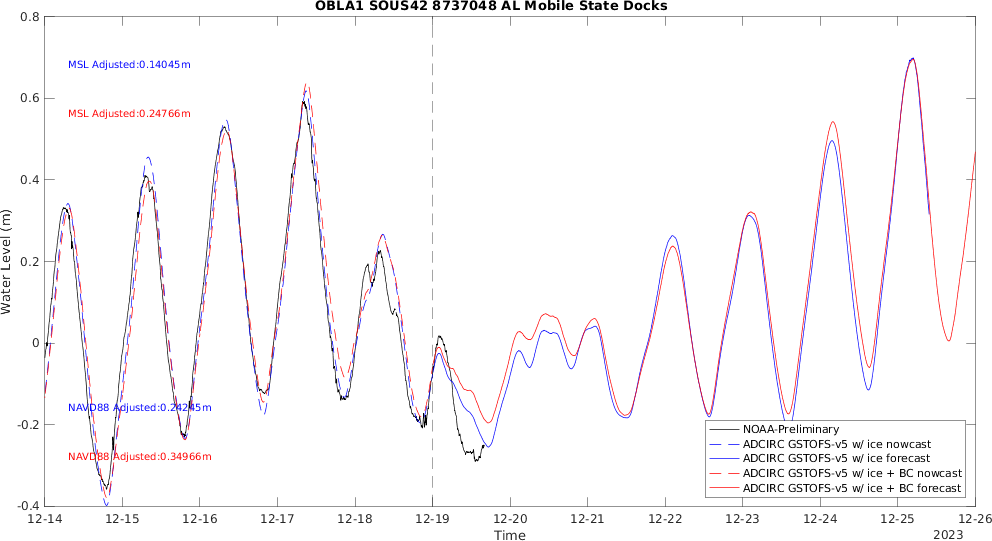 OBLA1 SOUS42 8737048 AL Mobile State Docks
0.8
0.6
0.4
0.2
0
-0.2
-0.4
Water Level (m)
MSL Adjusted:0.14045m
MSL Adjusted:0.24766m
NAVD88 Adjusted:0.24245m
NAVD88 Adjusted:0.34966m
NOAA-Preliminary
ADCIRC GSTOFS-v5 w/ ice nowcast
ADCIRC GSTOFS-v5 w/ ice forecast
ADCIRC GSTOFS-v5 w/ ice + BC nowcast
ADCIRC GSTOFS-v5 w/ ice + BC forecast
12-14 12-15 12-16 12-17 12-18 12-19 12-20 12-21 12-22 12-23 12-24 12-25 12-26
Time
2023